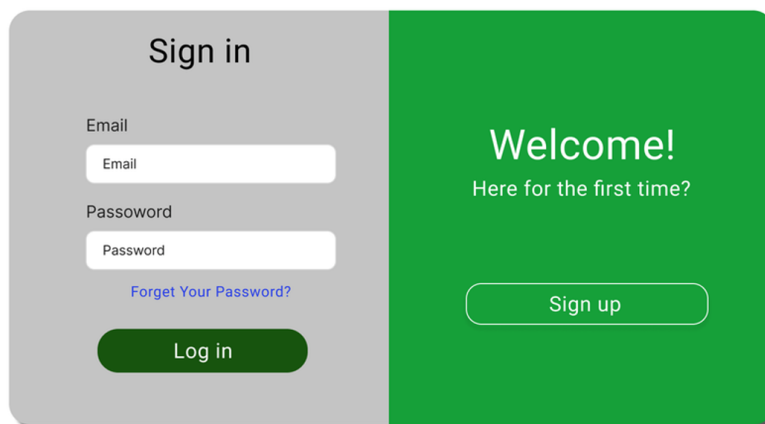 Sign in
Email
Email
Passoword
Password
Forget Your Password?
Log in
Welcome!
Here for the first time?
Sign up